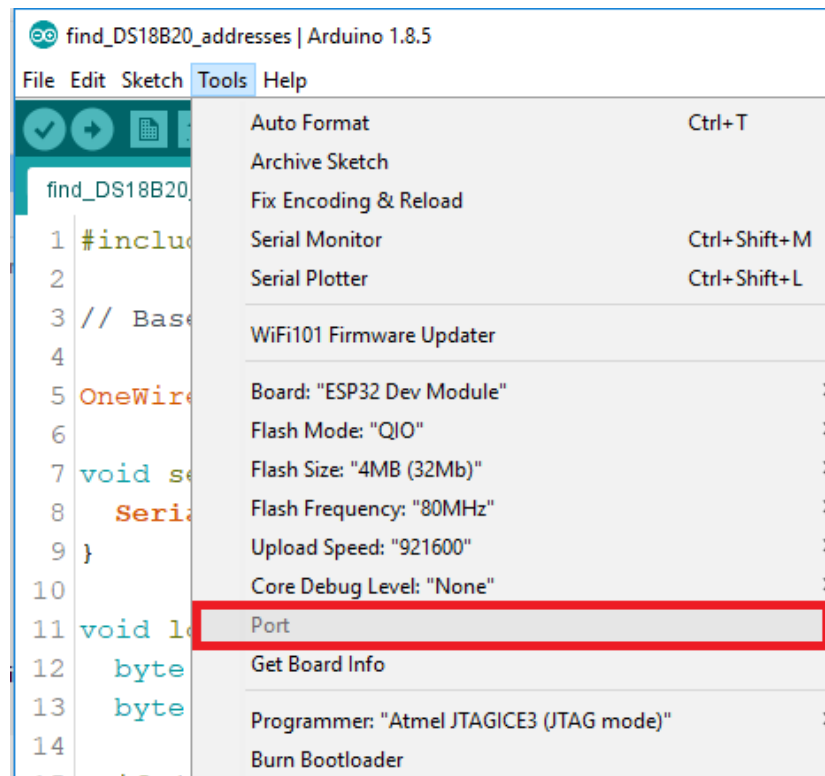 find_DS18B20_addresses | Arduino 1.8.5
File Edit Sketch Tools Help
Auto Format Ctrl+T
Archive Sketch
find_DS18B20
Fix Encoding & Reload
1 #includ
Serial Monitor Ctrl+Shift+M
2
Serial Plotter Ctrl+Shift+L
3 // Base
WiFi101 Firmware Updater
4
5 OneWire
Board: "ESP32 Dev Module"
6
Flash Mode: "QIO"
7 void se
Flash Size: "4MB (32Mb)"
8 Seria
Flash Frequency: "80MHz"
9 }
Upload Speed: "921600"
10
Core Debug Level: "None"
11 void lo
Port
12 byte
Get Board Info
13 byte
Programmer: "Atmel JTAGICE3 (JTAG mode)"
14
Burn Bootloader